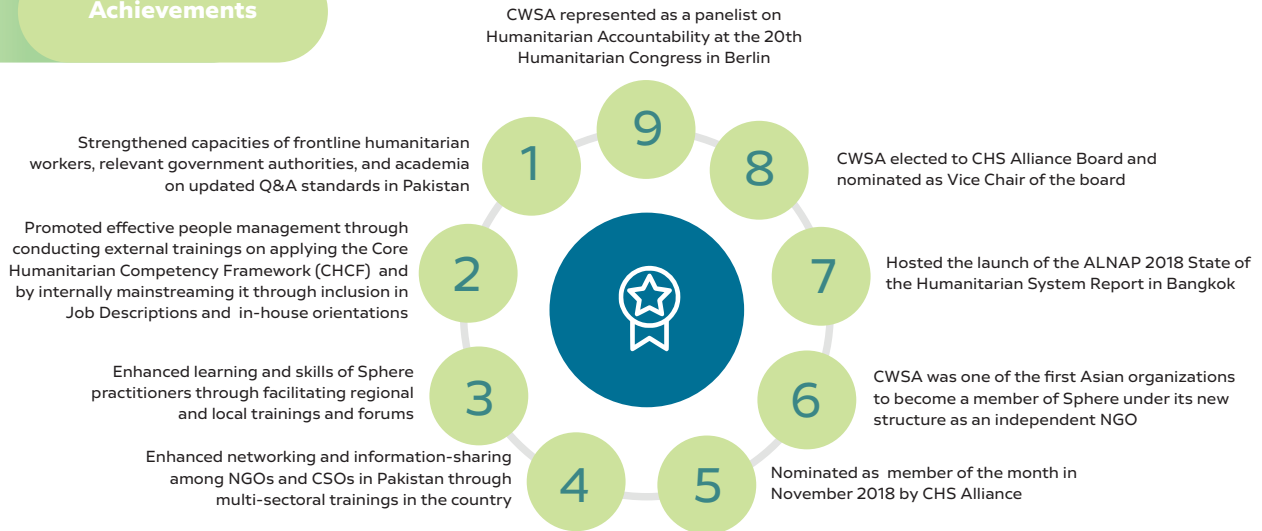 Achievements
1
Strengthened capacities of frontline humanitarian
workers, relevant government authorities, and academia
on updated Q&A standards in Pakistan
2
Promoted effective people management through
conducting external trainings on applying the Core
Humanitarian Competency Framework (CHCF) and
by internally mainstreaming it through inclusion in
Job Descriptions and in-house orientations
3
Enhanced learning and skills of Sphere
practitioners through facilitating regional
and local trainings and forums
4
Enhanced networking and information-sharing
among NGOs and CSOs in Pakistan through
multi-sectoral trainings in the country
5
Nominated as member of the month in
November 2018 by CHS Alliance
6
CWSA was one of the first Asian organizations
to become a member of Sphere under its new
structure as an independent NGO
7
Hosted the launch of the ALNAP 2018 State of
the Humanitarian System Report in Bangkok
8
CWSA elected to CHS Alliance Board and
nominated as Vice Chair of the board
9
CWSA represented as a panelist on
Humanitarian Accountability at the 20th
Humanitarian Congress in Berlin